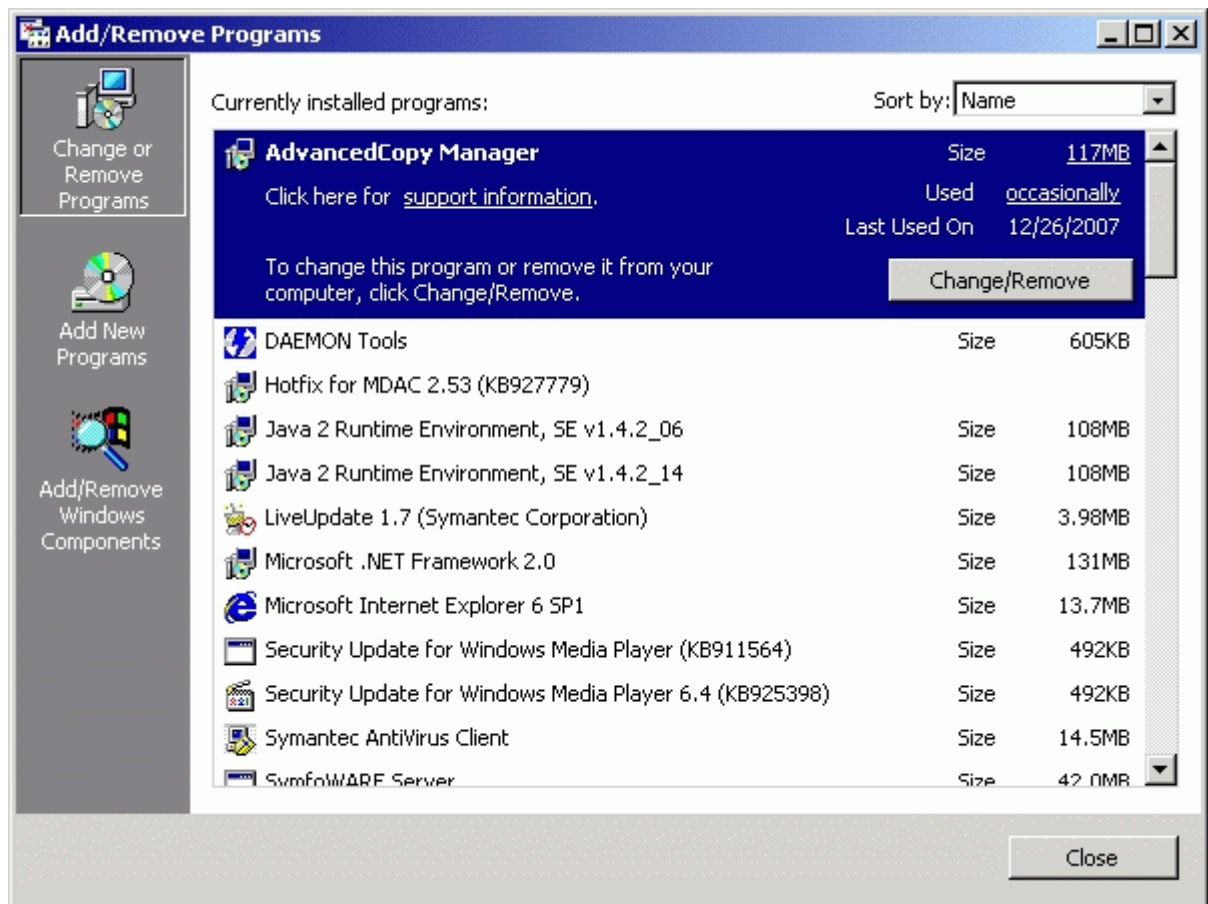 Add/Remove Programs
Change or
Remove
Programs
Add New
Programs
Add/Remove
Windows
Components
Currently installed programs:
Sort by: Name
AdvancedCopy Manager Size 117MB
Click here for support information. Used occasionally
Last Used On 12/26/2007
To change this program or remove it from your
computer, click Change/Remove.
Change/Remove
DAEMON Tools Size 605KB
Hotfix for MDAC 2.53 (KB927779)
Java 2 Runtime Environment, SE v1.4.2_06 Size 108MB
Java 2 Runtime Environment, SE v1.4.2_14 Size 108MB
LiveUpdate 1.7 (Symantec Corporation) Size 3.98MB
Microsoft .NET Framework 2.0 Size 131MB
Microsoft Internet Explorer 6 SP1 Size 13.7MB
Security Update for Windows Media Player (KB911564) Size 492KB
Security Update for Windows Media Player 6.4 (KB925398) Size 492KB
Symantec AntiVirus Client Size 14.5MB
SymfoWARE Server Size 42.0MB
Close